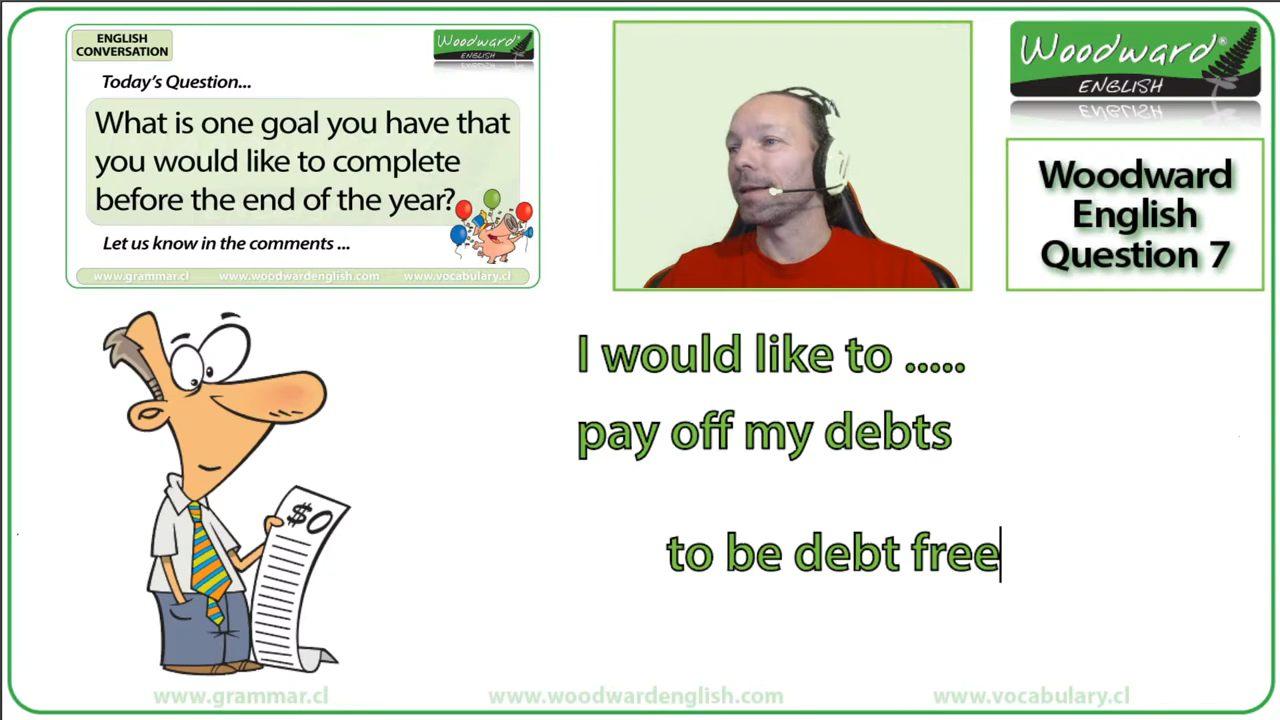 ENGLISH
CONVERSATION
Woodward
ENGLISH
Today's Question...
What is one goal you have that
you would like to complete
before the end of the year?
Let us know in the comments ...
www.grammar.cl www.woodwardenglish.com www.vocabulary.cl
Woodward®
ENGLISH
Woodward
English
Question 7
I would like to .....
pay off my debts
to be debt free
$0
www.grammar.cl www.woodwardenglish.com www.vocabulary.cl